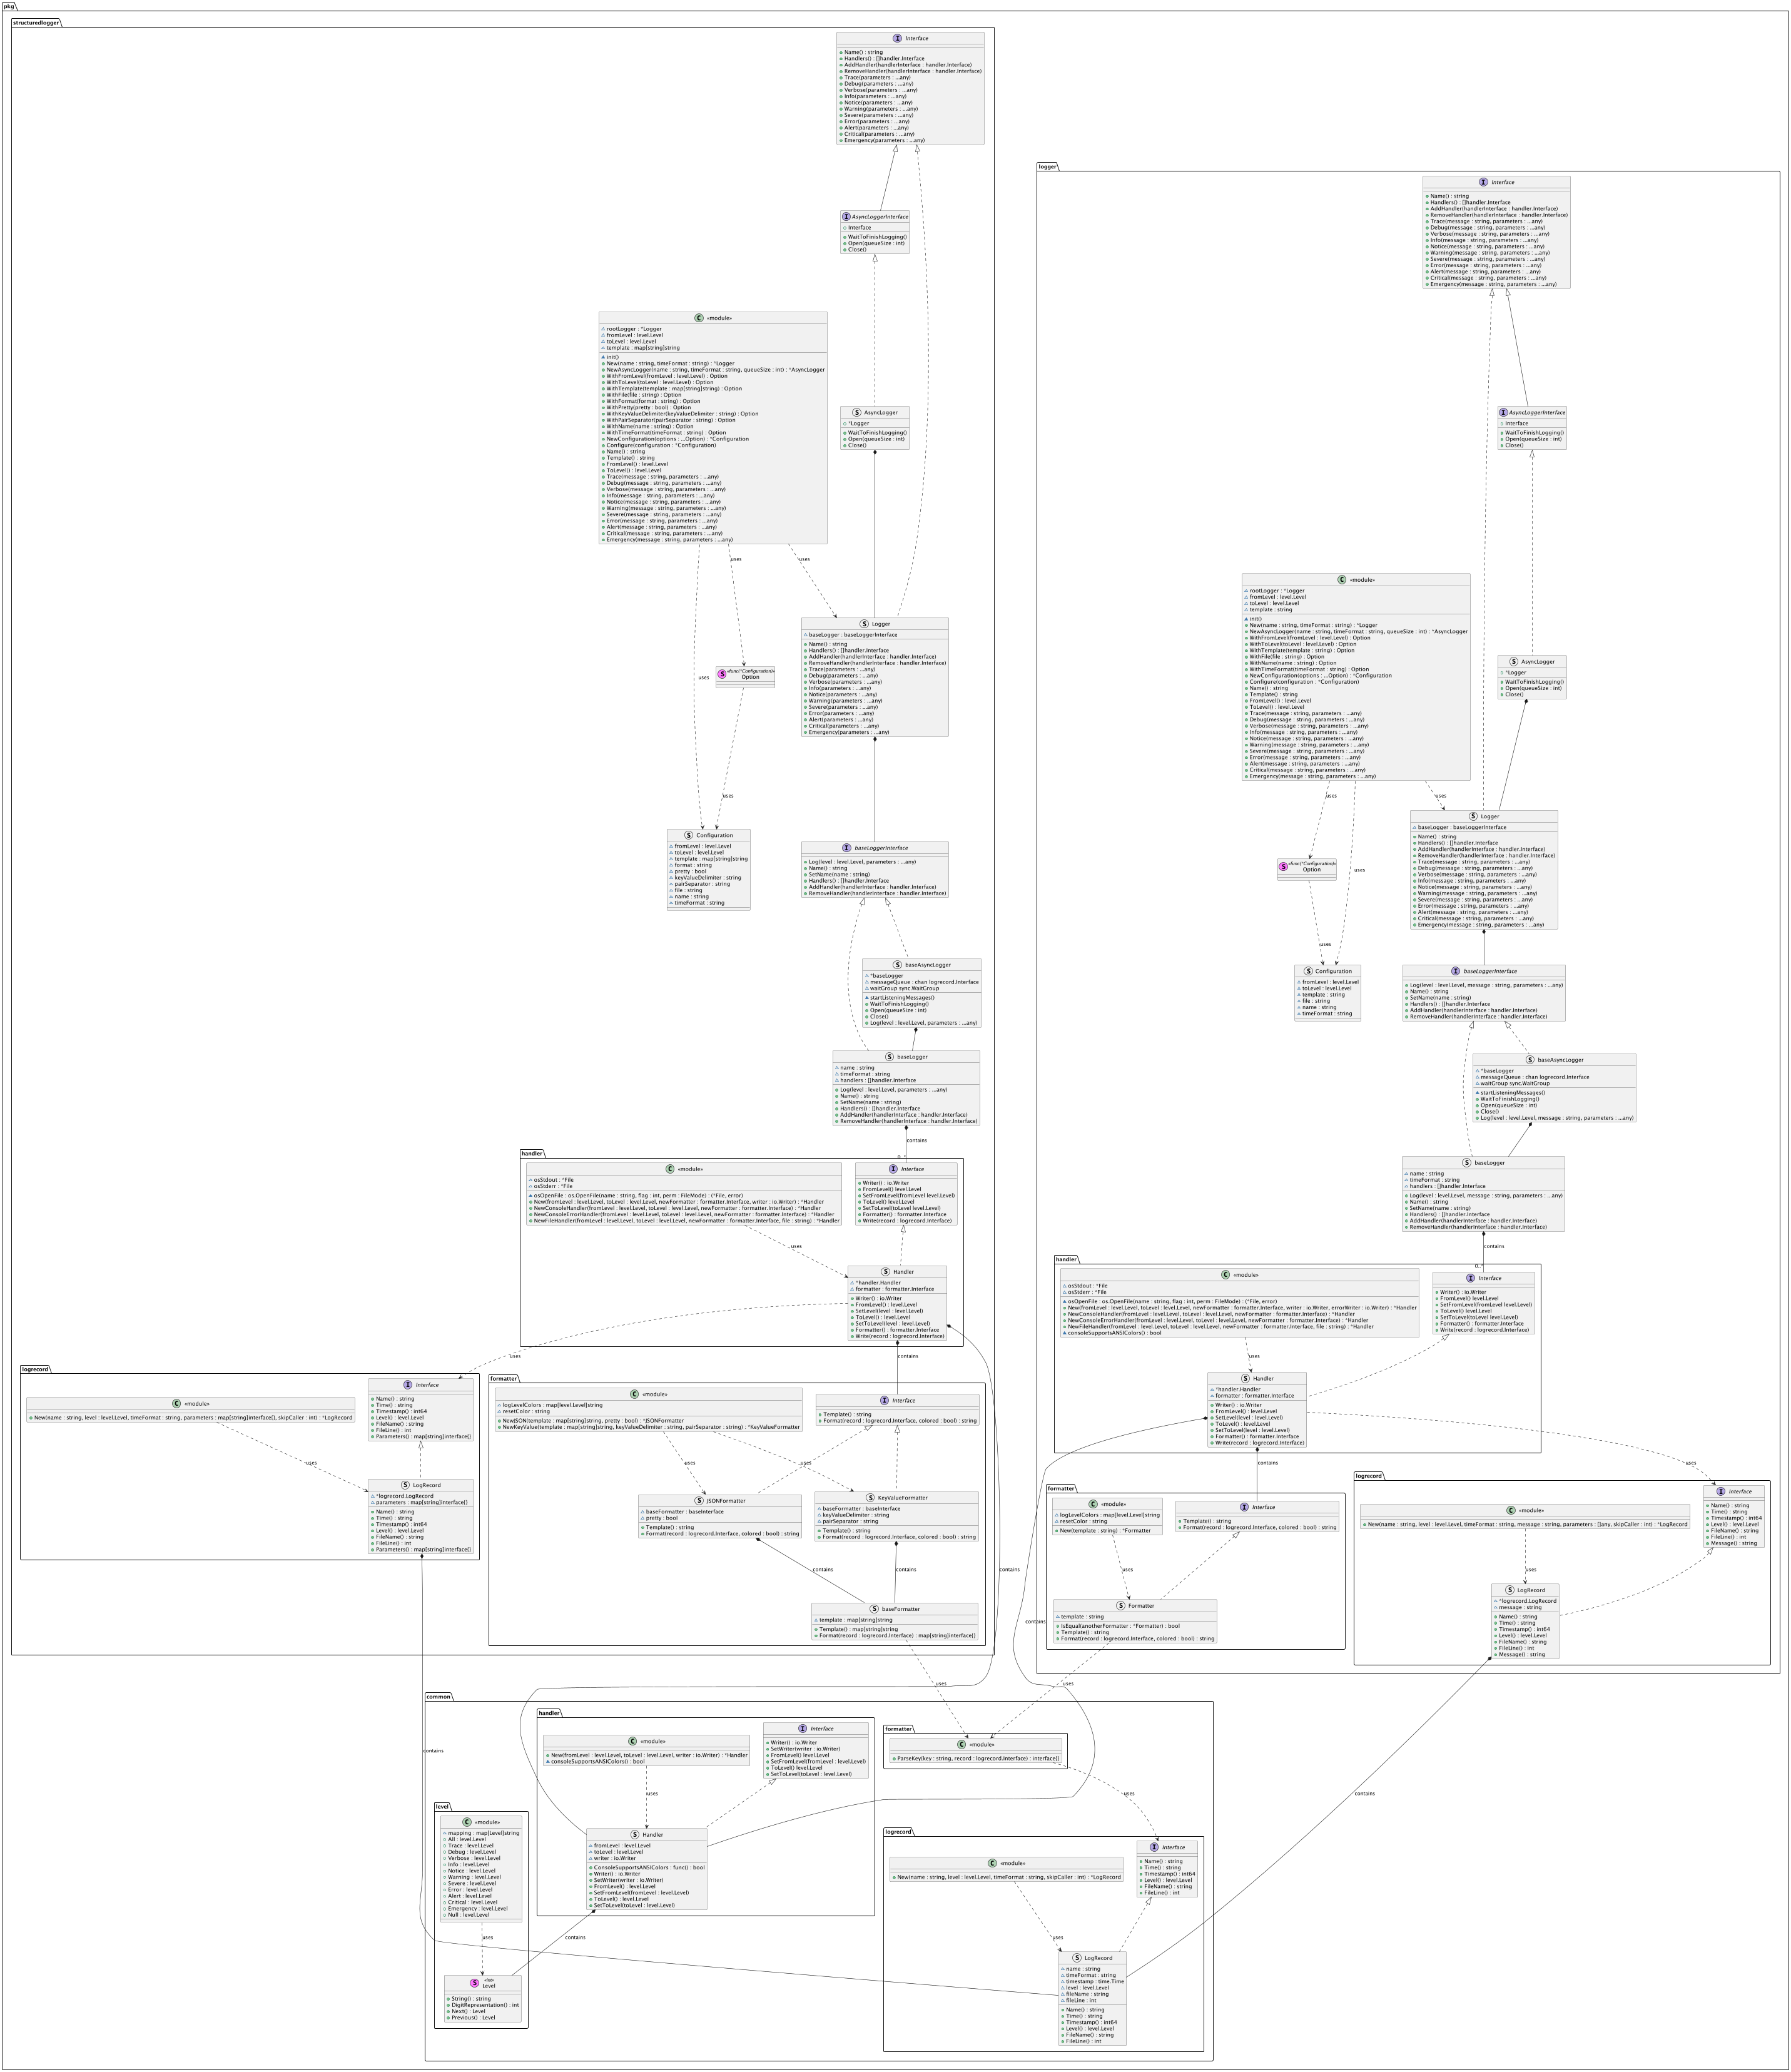 pkg
structuredlogger
Interface
Name() : string
Handlers() : []handler.Interface
AddHandler(handlerInterface : handler.Interface)
RemoveHandler(handlerInterface : handler.Interface)
Trace(parameters : ...any)
Debug(parameters : ...any)
Verbose(parameters : ...any)
Info(parameters : ...any)
Notice(parameters : ...any)
Warning(parameters : ...any)
Severe(parameters : ...any)
Error(parameters : ...any)
Alert(parameters : ...any)
Critical(parameters : ...any)
Emergency(parameters : ...any)
AsyncLoggerInterface
Interface
WaitToFinishLogging()
Open(queueSize : int)
Close()
«module»
rootLogger : *Logger
fromLevel : level.Level
toLevel : level.Level
template : map[string]string
init()
New(name : string, timeFormat : string) : *Logger
NewAsyncLogger(name : string, timeFormat : string, queueSize : int) : *AsyncLogger
WithFromLevel(fromLevel : level.Level) : Option
WithToLevel(toLevel : level.Level) : Option
WithTemplate(template : map[string]string) : Option
WithFile(file : string) : Option
WithFormat(format : string) : Option
WithPretty(pretty : bool) : Option
WithKeyValueDelimiter(keyValueDelimiter : string) : Option
WithPairSeparator(pairSeparator : string) : Option
WithName(name : string) : Option
WithTimeFormat(timeFormat : string) : Option
NewConfiguration(options : ...Option) : *Configuration
Configure(configuration : *Configuration)
Name() : string
Template() : string
FromLevel() : level.Level
ToLevel() : level.Level
Trace(message : string, parameters : ...any)
Debug(message : string, parameters : ...any)
Verbose(message : string, parameters : ...any)
Info(message : string, parameters : ...any)
Notice(message : string, parameters : ...any)
Warning(message : string, parameters : ...any)
Severe(message : string, parameters : ...any)
Error(message : string, parameters : ...any)
Alert(message : string, parameters : ...any)
Critical(message : string, parameters : ...any)
Emergency(message : string, parameters : ...any)
AsyncLogger
*Logger
WaitToFinishLogging()
Open(queueSize : int)
Close()
uses
uses
uses
Logger
baseLogger : baseLoggerInterface
Name() : string
Handlers() : []handler.Interface
AddHandler(handlerInterface : handler.Interface)
RemoveHandler(handlerInterface : handler.Interface)
Trace(parameters : ...any)
Debug(parameters : ...any)
Verbose(parameters : ...any)
Info(parameters : ...any)
Notice(parameters : ...any)
Warning(parameters : ...any)
Severe(parameters : ...any)
Error(parameters : ...any)
Alert(parameters : ...any)
Critical(parameters : ...any)
Emergency(parameters : ...any)
«func(*Configuration)»
Option
uses
Configuration
fromLevel : level.Level
toLevel : level.Level
template : map[string]string
format : string
pretty : bool
keyValueDelimiter : string
pairSeparator : string
file : string
name : string
timeFormat : string
baseLoggerInterface
Log(level : level.Level, parameters : ...any)
Name() : string
SetName(name : string)
Handlers() : []handler.Interface
AddHandler(handlerInterface : handler.Interface)
RemoveHandler(handlerInterface : handler.Interface)
baseAsyncLogger
*baseLogger
messageQueue : chan logrecord.Interface
waitGroup sync.WaitGroup
startListeningMessages()
WaitToFinishLogging()
Open(queueSize : int)
Close()
Log(level : level.Level, parameters : ...any)
baseLogger
name : string
timeFormat : string
handlers : []handler.Interface
Log(level : level.Level, parameters : ...any)
Name() : string
SetName(name : string)
Handlers() : []handler.Interface
AddHandler(handlerInterface : handler.Interface)
RemoveHandler(handlerInterface : handler.Interface)
contains
0..*
handler
«module»
osStdout : *File
osStderr : *File
osOpenFile : os.OpenFile(name : string, flag : int, perm : FileMode) : (*File, error)
New(fromLevel : level.Level, toLevel : level.Level, newFormatter : formatter.Interface, writer : io.Writer) : *Handler
NewConsoleHandler(fromLevel : level.Level, toLevel : level.Level, newFormatter : formatter.Interface) : *Handler
NewConsoleErrorHandler(fromLevel : level.Level, toLevel : level.Level, newFormatter : formatter.Interface) : *Handler
NewFileHandler(fromLevel : level.Level, toLevel : level.Level, newFormatter : formatter.Interface, file : string) : *Handler
Interface
Writer() : io.Writer
FromLevel() level.Level
SetFromLevel(fromLevel level.Level)
ToLevel() level.Level
SetToLevel(toLevel level.Level)
Formatter() : formatter.Interface
Write(record : logrecord.Interface)
uses
Handler
*handler.Handler
formatter : formatter.Interface
Writer() : io.Writer
FromLevel() : level.Level
SetLevel(level : level.Level)
ToLevel() : level.Level
SetToLevel(level : level.Level)
Formatter() : formatter.Interface
Write(record : logrecord.Interface)
uses
contains
logrecord
«module»
New(name : string, level : level.Level, timeFormat : string, parameters : map[string]interface{}, skipCaller : int) : *LogRecord
Interface
Name() : string
Time() : string
Timestamp() : int64
Level() : level.Level
FileName() : string
FileLine() : int
Parameters() : map[string]interface{}
uses
LogRecord
*logrecord.LogRecord
parameters : map[string]interface{}
Name() : string
Time() : string
Timestamp() : int64
Level() : level.Level
FileName() : string
FileLine() : int
Parameters() : map[string]interface{}
formatter
«module»
logLevelColors : map[level.Level]string
resetColor : string
NewJSON(template : map[string]string, pretty : bool) : *JSONFormatter
NewKeyValue(template : map[string]string, keyValueDelimiter : string, pairSeparator : string) : *KeyValueFormatter
Interface
Template() : string
Format(record : logrecord.Interface, colored : bool) : string
uses
uses
JSONFormatter
baseFormatter : baseInterface
pretty : bool
Template() : string
Format(record : logrecord.Interface, colored : bool) : string
KeyValueFormatter
baseFormatter : baseInterface
keyValueDelimiter : string
pairSeparator : string
Template() : string
Format(record : logrecord.Interface, colored : bool) : string
contains
contains
contains
baseFormatter
template : map[string]string
Template() : map[string]string
Format(record : logrecord.Interface) : map[string]interface{}
logger
Interface
Name() : string
Handlers() : []handler.Interface
AddHandler(handlerInterface : handler.Interface)
RemoveHandler(handlerInterface : handler.Interface)
Trace(message : string, parameters : ...any)
Debug(message : string, parameters : ...any)
Verbose(message : string, parameters : ...any)
Info(message : string, parameters : ...any)
Notice(message : string, parameters : ...any)
Warning(message : string, parameters : ...any)
Severe(message : string, parameters : ...any)
Error(message : string, parameters : ...any)
Alert(message : string, parameters : ...any)
Critical(message : string, parameters : ...any)
Emergency(message : string, parameters : ...any)
AsyncLoggerInterface
Interface
WaitToFinishLogging()
Open(queueSize : int)
Close()
«module»
rootLogger : *Logger
fromLevel : level.Level
toLevel : level.Level
template : string
init()
New(name : string, timeFormat : string) : *Logger
NewAsyncLogger(name : string, timeFormat : string, queueSize : int) : *AsyncLogger
WithFromLevel(fromLevel : level.Level) : Option
WithToLevel(toLevel : level.Level) : Option
WithTemplate(template : string) : Option
WithFile(file : string) : Option
WithName(name : string) : Option
WithTimeFormat(timeFormat : string) : Option
NewConfiguration(options : ...Option) : *Configuration
Configure(configuration : *Configuration)
Name() : string
Template() : string
FromLevel() : level.Level
ToLevel() : level.Level
Trace(message : string, parameters : ...any)
Debug(message : string, parameters : ...any)
Verbose(message : string, parameters : ...any)
Info(message : string, parameters : ...any)
Notice(message : string, parameters : ...any)
Warning(message : string, parameters : ...any)
Severe(message : string, parameters : ...any)
Error(message : string, parameters : ...any)
Alert(message : string, parameters : ...any)
Critical(message : string, parameters : ...any)
Emergency(message : string, parameters : ...any)
AsyncLogger
*Logger
WaitToFinishLogging()
Open(queueSize : int)
Close()
uses
uses
uses
Logger
baseLogger : baseLoggerInterface
Name() : string
Handlers() : []handler.Interface
AddHandler(handlerInterface : handler.Interface)
RemoveHandler(handlerInterface : handler.Interface)
Trace(message : string, parameters : ...any)
Debug(message : string, parameters : ...any)
Verbose(message : string, parameters : ...any)
Info(message : string, parameters : ...any)
Notice(message : string, parameters : ...any)
Warning(message : string, parameters : ...any)
Severe(message : string, parameters : ...any)
Error(message : string, parameters : ...any)
Alert(message : string, parameters : ...any)
Critical(message : string, parameters : ...any)
Emergency(message : string, parameters : ...any)
«func(*Configuration)»
Option
uses
Configuration
fromLevel : level.Level
toLevel : level.Level
template : string
file : string
name : string
timeFormat : string
baseLoggerInterface
Log(level : level.Level, message : string, parameters : ...any)
Name() : string
SetName(name : string)
Handlers() : []handler.Interface
AddHandler(handlerInterface : handler.Interface)
RemoveHandler(handlerInterface : handler.Interface)
baseAsyncLogger
*baseLogger
messageQueue : chan logrecord.Interface
waitGroup sync.WaitGroup
startListeningMessages()
WaitToFinishLogging()
Open(queueSize : int)
Close()
Log(level : level.Level, message : string, parameters : ...any)
baseLogger
name : string
timeFormat : string
handlers : []handler.Interface
Log(level : level.Level, message : string, parameters : ...any)
Name() : string
SetName(name : string)
Handlers() : []handler.Interface
AddHandler(handlerInterface : handler.Interface)
RemoveHandler(handlerInterface : handler.Interface)
contains
0..*
handler
«module»
osStdout : *File
osStderr : *File
osOpenFile : os.OpenFile(name : string, flag : int, perm : FileMode) : (*File, error)
New(fromLevel : level.Level, toLevel : level.Level, newFormatter : formatter.Interface, writer : io.Writer, errorWriter : io.Writer) : *Handler
NewConsoleHandler(fromLevel : level.Level, toLevel : level.Level, newFormatter : formatter.Interface) : *Handler
NewConsoleErrorHandler(fromLevel : level.Level, toLevel : level.Level, newFormatter : formatter.Interface) : *Handler
NewFileHandler(fromLevel : level.Level, toLevel : level.Level, newFormatter : formatter.Interface, file : string) : *Handler
consoleSupportsANSIColors() : bool
Interface
Writer() : io.Writer
FromLevel() level.Level
SetFromLevel(fromLevel level.Level)
ToLevel() level.Level
SetToLevel(toLevel level.Level)
Formatter() : formatter.Interface
Write(record : logrecord.Interface)
uses
Handler
*handler.Handler
formatter : formatter.Interface
Writer() : io.Writer
FromLevel() : level.Level
SetLevel(level : level.Level)
ToLevel() : level.Level
SetToLevel(level : level.Level)
Formatter() : formatter.Interface
Write(record : logrecord.Interface)
contains
uses
formatter
«module»
logLevelColors : map[level.Level]string
resetColor : string
New(template : string) : *Formatter
Interface
Template() : string
Format(record : logrecord.Interface, colored : bool) : string
uses
contains
Formatter
template : string
IsEqual(anotherFormatter : *Formatter) : bool
Template() : string
Format(record : logrecord.Interface, colored : bool) : string
logrecord
«module»
New(name : string, level : level.Level, timeFormat : string, message : string, parameters : []any, skipCaller : int) : *LogRecord
Interface
Name() : string
Time() : string
Timestamp() : int64
Level() : level.Level
FileName() : string
FileLine() : int
Message() : string
uses
LogRecord
*logrecord.LogRecord
message : string
Name() : string
Time() : string
Timestamp() : int64
Level() : level.Level
FileName() : string
FileLine() : int
Message() : string
uses
uses
contains
contains
common
handler
«module»
New(fromLevel : level.Level, toLevel : level.Level, writer : io.Writer) : *Handler
consoleSupportsANSIColors() : bool
Interface
Writer() : io.Writer
SetWriter(writer : io.Writer)
FromLevel() level.Level
SetFromLevel(fromLevel : level.Level)
ToLevel() level.Level
SetToLevel(toLevel : level.Level)
uses
Handler
fromLevel : level.Level
toLevel : level.Level
writer : io.Writer
ConsoleSupportsANSIColors : func() : bool
Writer() : io.Writer
SetWriter(writer : io.Writer)
FromLevel() : level.Level
SetFromLevel(fromLevel : level.Level)
ToLevel() : level.Level
SetToLevel(toLevel : level.Level)
contains
formatter
«module»
ParseKey(key : string, record : logrecord.Interface) : interface{}
uses
level
«module»
mapping : map[Level]string
All : level.Level
Trace : level.Level
Debug : level.Level
Verbose : level.Level
Info : level.Level
Notice : level.Level
Warning : level.Level
Severe : level.Level
Error : level.Level
Alert : level.Level
Critical : level.Level
Emergency : level.Level
Null : level.Level
uses
«int»
Level
String() : string
DigitRepresentation() : int
Next() : Level
Previous() : Level
logrecord
«module»
New(name : string, level : level.Level, timeFormat : string, skipCaller : int) : *LogRecord
Interface
Name() : string
Time() : string
Timestamp() : int64
Level() : level.Level
FileName() : string
FileLine() : int
uses
LogRecord
name : string
timeFormat : string
timestamp : time.Time
level : level.Level
fileName : string
fileLine : int
Name() : string
Time() : string
Timestamp() : int64
Level() : level.Level
FileName() : string
FileLine() : int